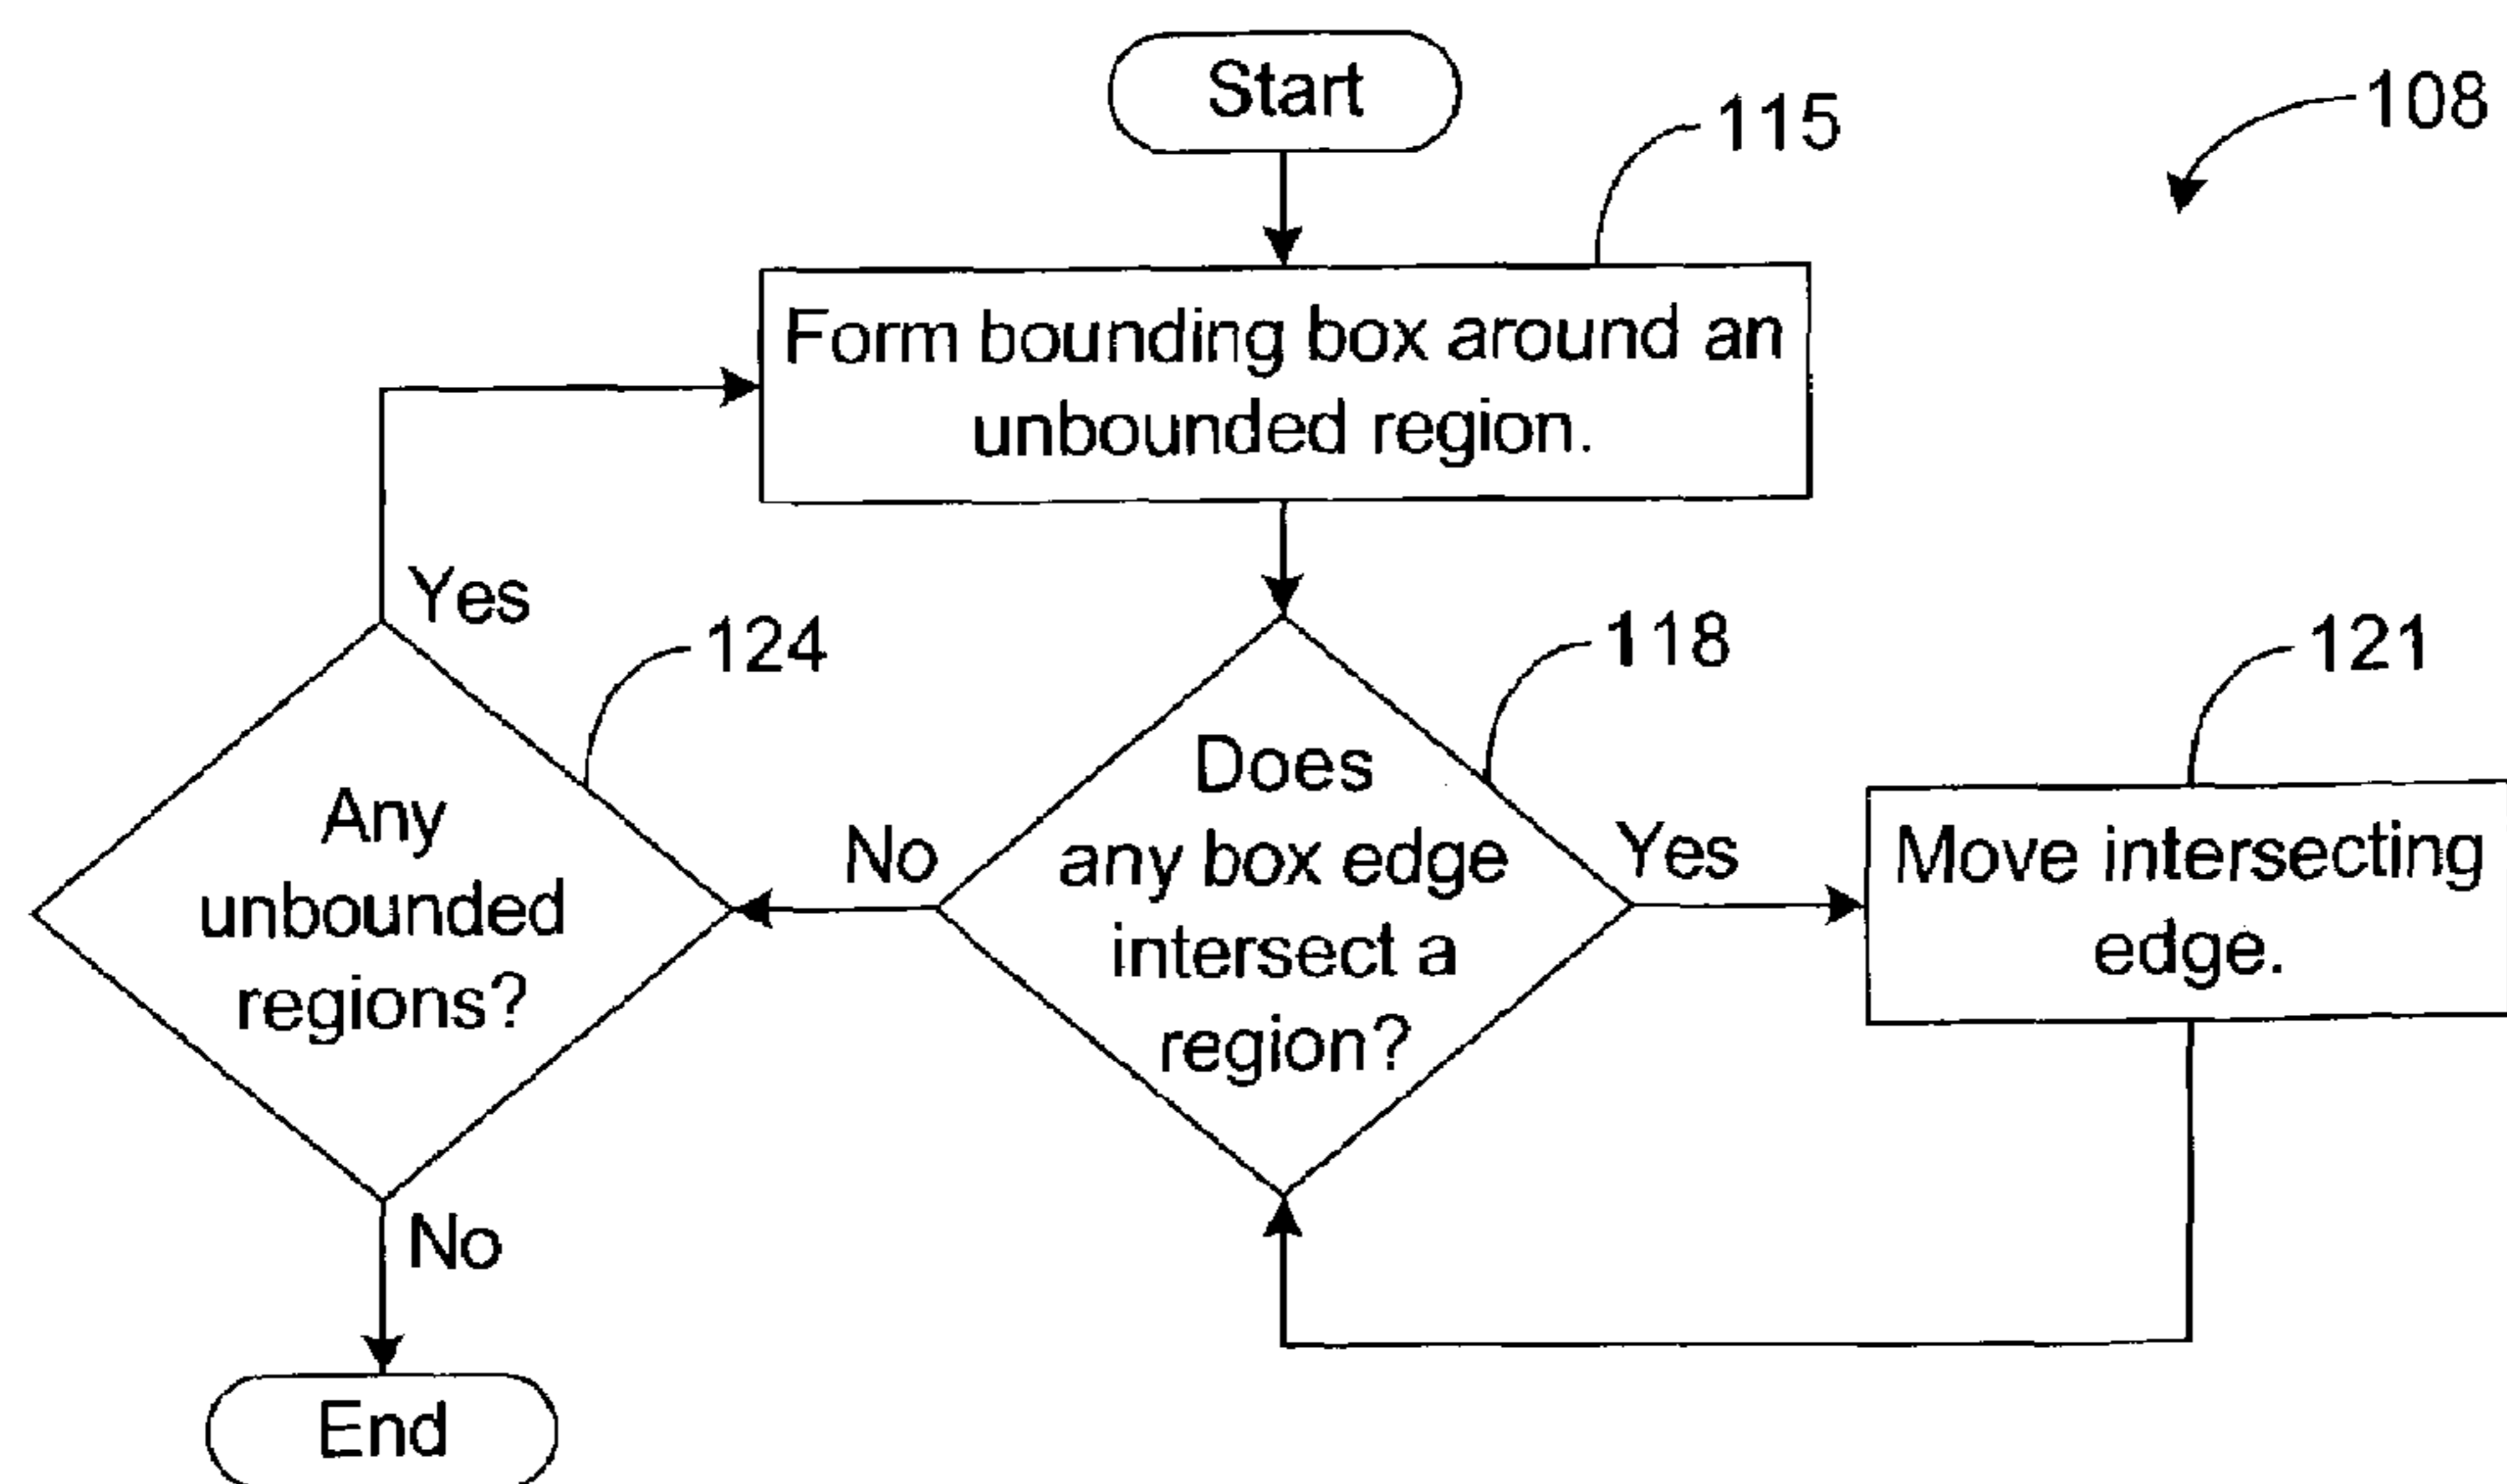 Start
108
115
Form bounding box around an
unbounded region.
Yes
124
118
121
Any
unbounded
regions?
No
Does
any box edge
intersect a
region?
Yes
Move intersecting
edge.
No
End